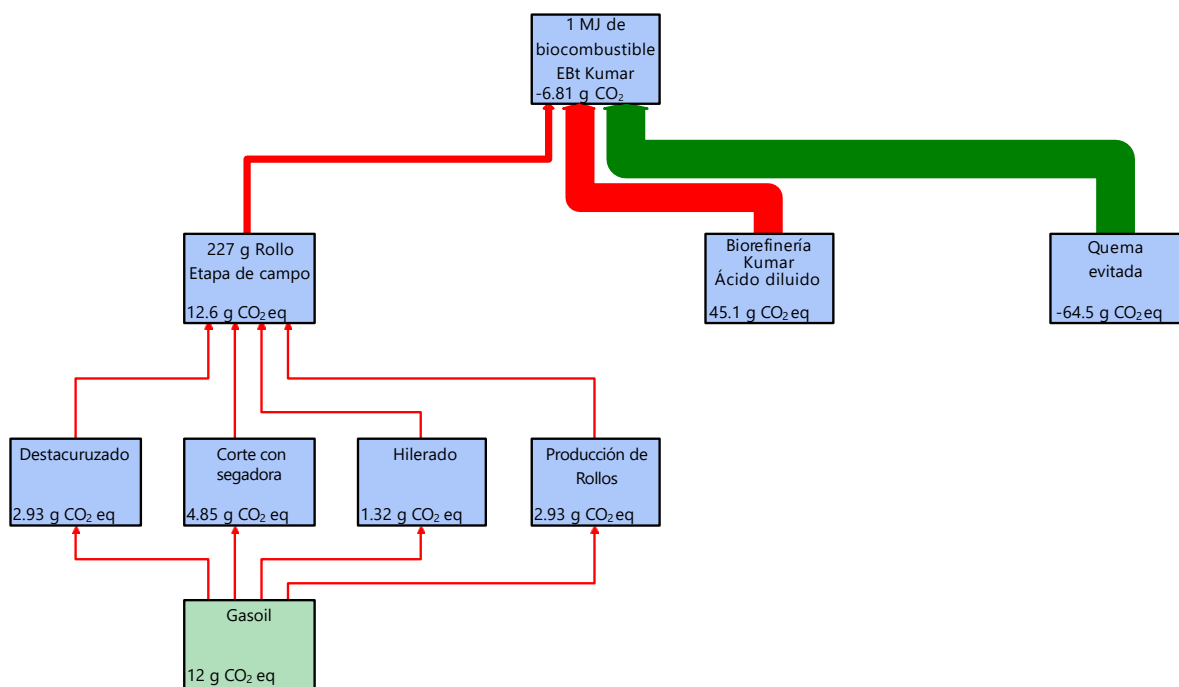 1 MJ de
biocombustible
EBt Kumar
-6.81 g CO₂
227 g Rollo
Etapa de campo
12.6 g CO₂ eq
Biorefinería
Kumar
Ácido diluido
45.1 g CO₂ eq
Quema
evitada
-64.5 g CO₂ eq
Destacuruzado
2.93 g CO₂ eq
Corte con
segadora
4.85 g CO₂ eq
Hilerado
1.32 g CO₂ eq
Producción de
Rollos
2.93 g CO₂ eq
Gasoil
12 g CO₂ eq